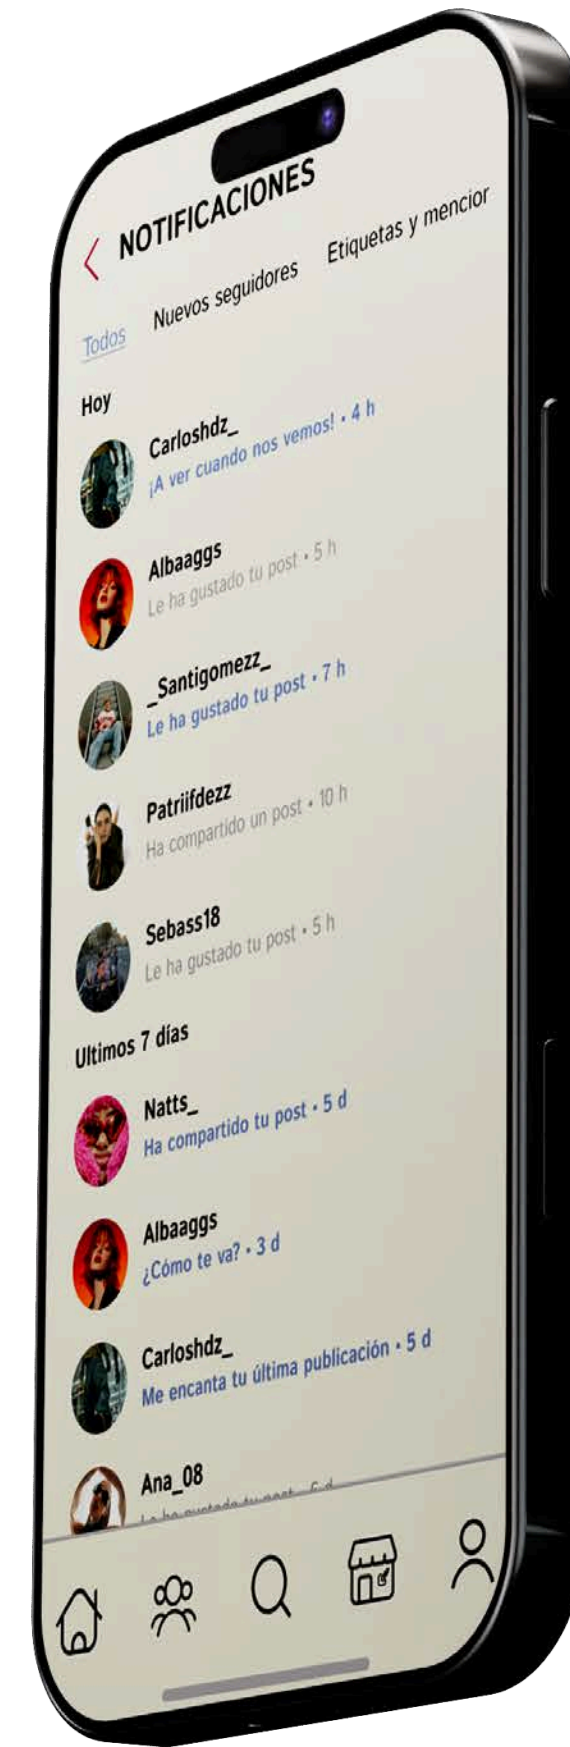 NOTIFICACIONES
Todos
Nuevos seguidores
Etiquetas y mencior
Hoy
Carloshdz_
¡A ver cuando nos vemos! • 4 h
Albaaggs
Le ha gustado tu post • 5 h
_Santigomezz_
Le ha gustado tu post • 7 h
Patriifdezz
Ha compartido un post • 10 h
Sebass18
Le ha gustado tu post • 5 h
Ultimos 7 días
Natts_
Ha compartido tu post • 5 d
Albaaggs
¿Cómo te va? • 3 d
Carloshdz_
Me encanta tu última publicación • 5 d
Ana_08